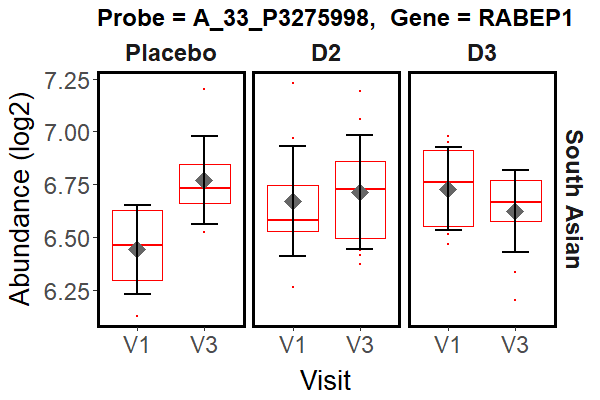 Probe = A_33_P3275998,  Gene = RABEP1
Placebo D2 D3
Abundance (log2)
7.25
7.00
6.75
6.50
6.25
South Asian
V1 V3 V1 V3 V1 V3
Visit